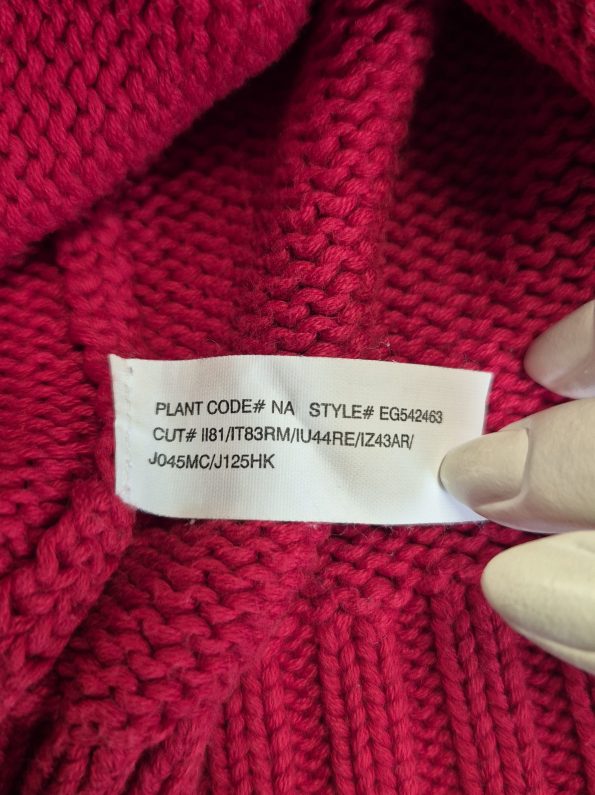 PLANT CODE# NA STYLE# EG542463
CUT# II81/IT83RM/IU44RE/IZ43AR/
J045MC/J125HK